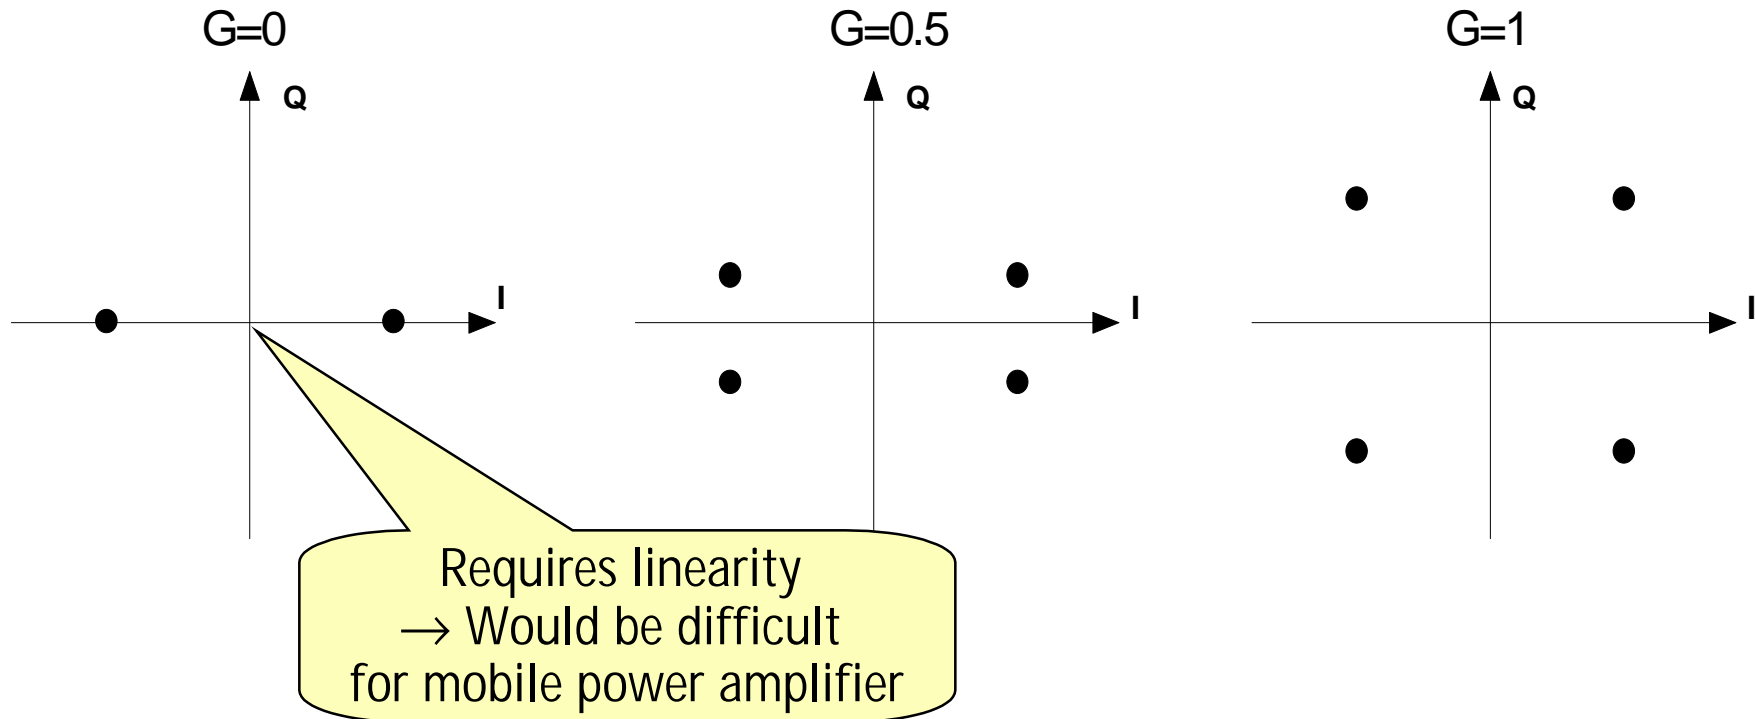 G=0
G=0.5
G=1
Q
Q
Q
I
I
I
Requires linearity
→ Would be difficult
for mobile power amplifier